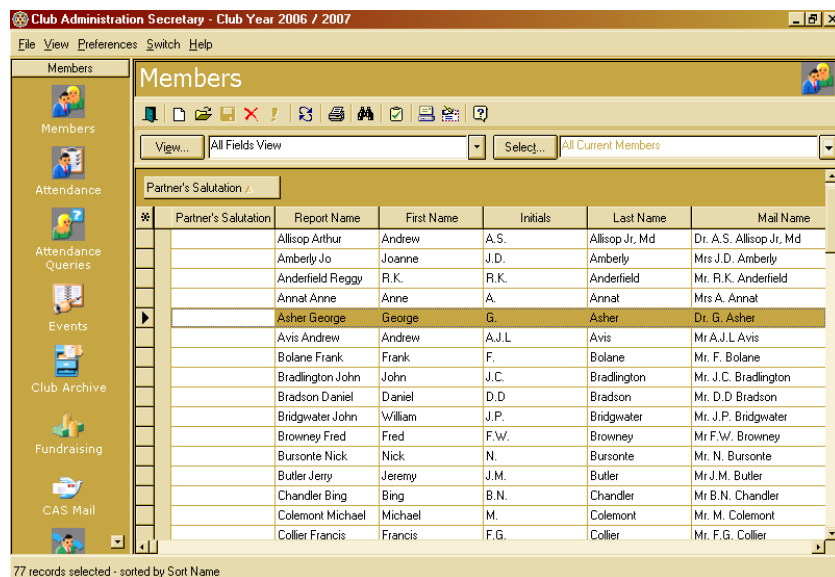 Club Administration Secretary - Club Year 2006 / 2007
File View Preferences Switch Help
Members
Members
Attendance
Attendance
Queries
Events
Club Archive
Fundraising
CAS Mail
Members
View... All Fields View Select... All Current Members
Partner's Salutation
Partner's Salutation Report Name First Name Initials Last Name Mail Name
Allisop Arthur Andrew A.S. Allisop Jr, Md Dr. A.S. Allisop Jr, Md
Amberly Jo Joanne J.D. Amberly Mrs J.D. Amberly
Anderfield Reggy R.K. R.K. Anderfield Mr. R.K. Anderfield
Annat Anne Anne A. Annat Mrs A. Annat
Asher George George G. Asher Dr. G. Asher
Avis Andrew Andrew A.J.L Avis Mr A.J.L Avis
Bolane Frank Frank F. Bolane Mr. F. Bolane
Bradlington John John J.C. Bradlington Mr. J.C. Bradlington
Bradson Daniel Daniel D.D Bradson Mr. D.D Bradson
Bridgwater John William J.P. Bridgwater Mr. J.P. Bridgwater
Browney Fred Fred F.W. Browney Mr F.W. Browney
Bursonte Nick Nick N. Bursonte Mr. N. Bursonte
Butler Jerry Jeremy J.M. Butler Mr J.M. Butler
Chandler Bing Bing B.N. Chandler Mr B.N. Chandler
Colemont Michael Michael M. Colemont Mr. M. Colemont
Collier Francis Francis F.G. Collier Mr. F.G. Collier
77 records selected - sorted by Sort Name